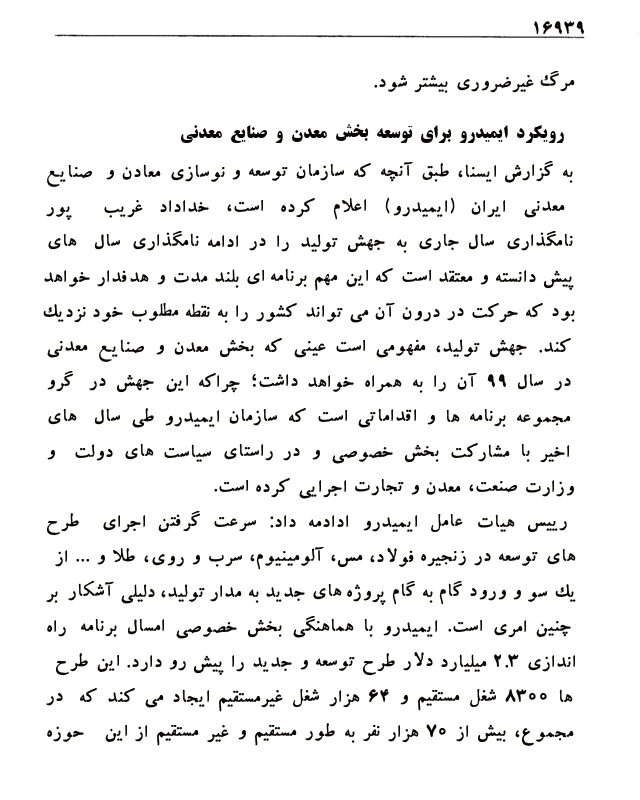 ۱۶۹۳۹
مرگ غیرضروری بیشتر شود.
رویکرد ایمیدرو برای توسعه بخش معدن و صنایع معدنی
به گزارش ایسنا، طبق آنچه که سازمان توسعه و نوسازی معادن و صنایع
معدنی ایران (ایمیدرو) اعلام کرده است، خداداد غریب پور
نامگذاری سال جاری به جهش تولید را در ادامه نامگذاری سال های
پیش دانسته و معتقد است که این مهم برنامه ای بلند مدت و هدفدار خواهد
بود که حرکت در درون آن می تواند کشور را به نقطه مطلوب خود نزدیك
کند. جهش تولید، مفهومی است عینی که بخش معدن و صنایع معدنی
در سال ۹۹ آن را به همراه خواهد داشت؛ چراکه این جهش در گرو
مجموعه برنامه ها و اقداماتی است که سازمان ایمیدرو طی سال های
اخیر با مشارکت بخش خصوصی و در راستای سیاست های دولت و
وزارت صنعت، معدن و تجارت اجرایی کرده است.
رییس هیات عامل ایمیدرو ادادمه داد: سرعت گرفتن اجرای طرح
های توسعه در زنجیره فولاد، مس، آلومینیوم، سرب و روی، طلا و ... از
یك سو و ورود گام به گام پروژه های جدید به مدار تولید، دلیلی آشکار بر
چنین امری است. ایمیدرو با هماهنگی بخش خصوصی امسال برنامه راه
اندازی ۲.۳ میلیارد دلار طرح توسعه و جدید را پیش رو دارد. این طرح
ها ۸۳۰۰ شغل مستقیم و ۶۴ هزار شغل غیرمستقیم ایجاد می کند که در
مجموع، بیش از ۷۰ هزار نفر به طور مستقیم و غیر مستقیم از این حوزه